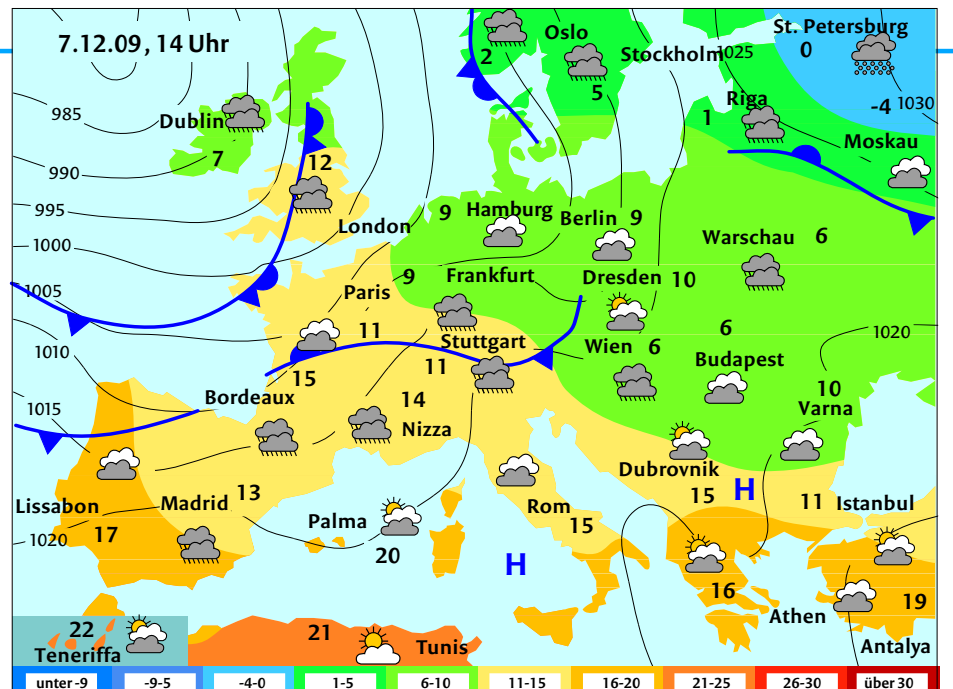 7.12.09, 14 Uhr
Oslo
2
Stockholm
5
1025
St. Petersburg
0
-4
1030
985
Dublin
7
Riga
1
Moskau
990
12
995
London
1000
9
Hamburg
Berlin 9
Warschau 6
1005
Paris
9
Frankfurt
Dresden 10
11
1010
15
Stuttgart
11
Wien 6
6
Budapest
1020
10
Varna
1015
Bordeaux
14
Nizza
Dubrovnik
15
H
Lissabon
17
Madrid 13
Palma
20
Rom
15
11
Istanbul
1020
H
16
Athen
19
Antalya
22
Teneriffa
21
Tunis
unter -9 -9-5 -4-0 1-5 6-10 11-15 16-20 21-25 26-30 über 30